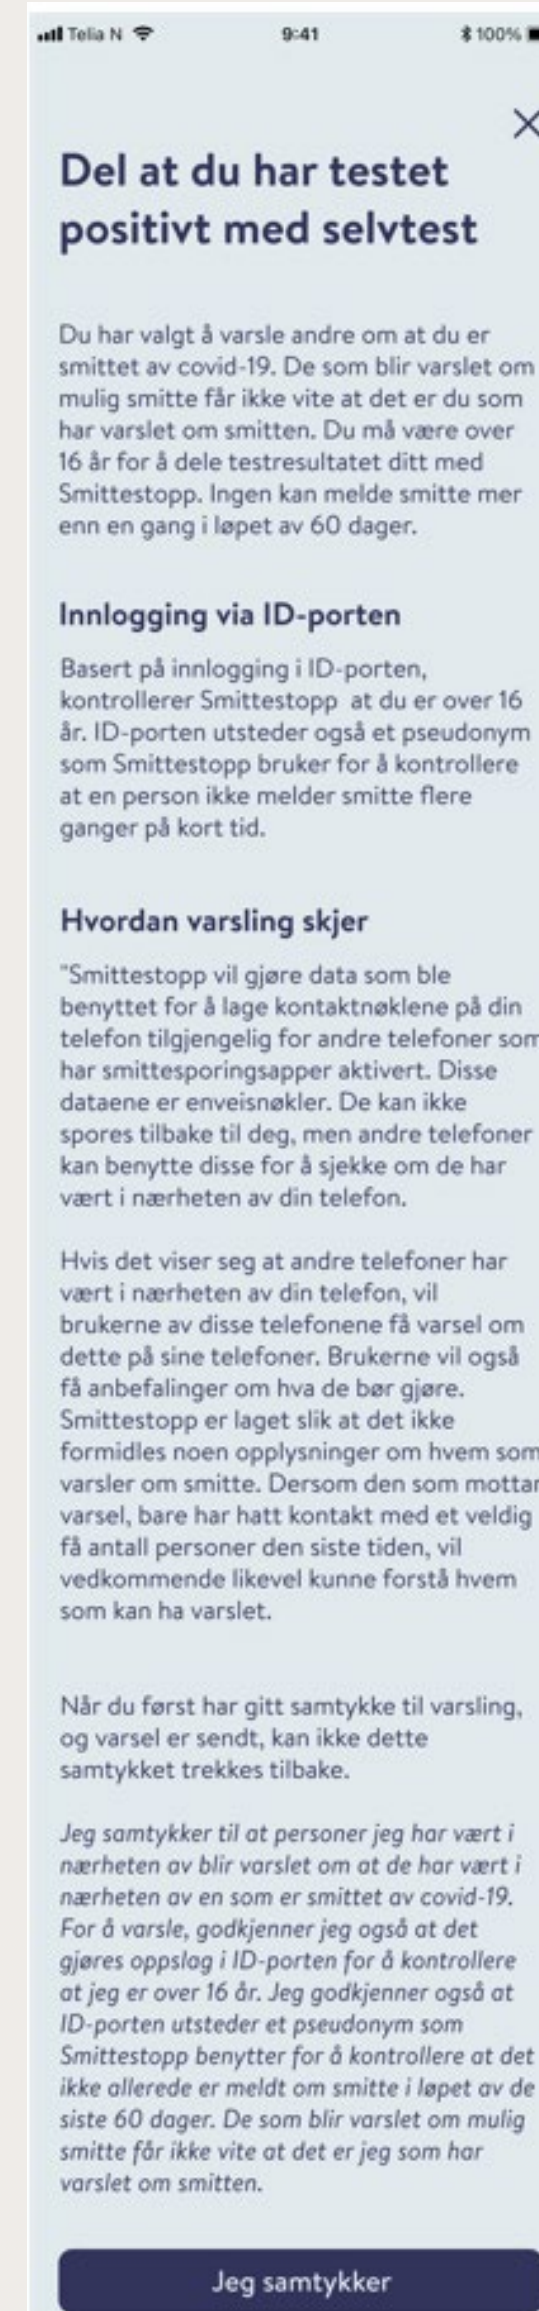 Telia N 9:41 100%
Del at du har testet
positivt med selvtest
Du har valgt å varsle andre om at du er
smittet av covid-19. De som blir varslet om
mulig smitte får ikke vite at det er du som
har varslet om smitten. Du må være over
16 år for å dele testresultatet ditt med
Smittestopp. Ingen kan melde smitte mer
enn en gang i løpet av 60 dager.
Innlogging via ID-porten
Basert på innlogging i ID-porten,
kontrollerer Smittestopp at du er over 16
år. ID-porten utsteder også et pseudonym
som Smittestopp bruker for å kontrollere
at en person ikke melder smitte flere
ganger på kort tid.
Hvordan varsling skjer
"Smittestopp vil gjøre data som ble
benyttet for å lage kontaktnøklene på din
telefon tilgjengelig for andre telefoner som
har smittesporingsapper aktivert. Disse
dataene er enveisnøkler. De kan ikke
spores tilbake til deg, men andre telefoner
kan benytte disse for å sjekke om de har
vært i nærheten av din telefon.
Hvis det viser seg at andre telefoner har
vært i nærheten av din telefon, vil
brukerne av disse telefonene få varsel om
dette på sine telefoner. Brukerne vil også
få anbefalinger om hva de bør gjøre.
Smittestopp er laget slik at det ikke
formidles noen opplysninger om hvem som
varsler om smitte. Dersom den som mottar
varsel, bare har hatt kontakt med et veldig
få antall personer den siste tiden, vil
vedkommende likevel kunne forstå hvem
som kan ha varslet.
Når du først har gitt samtykke til varsling,
og varsel er sendt, kan ikke dette
samtykket trekkes tilbake.
Jeg samtykker til at personer jeg har vært i
nærheten av blir varslet om at de har vært i
nærheten av en som er smittet av covid-19.
For å varsle, godkjenner jeg også at det
gjøres oppslag i ID-porten for å kontrollere
at jeg er over 16 år. Jeg godkjenner også at
ID-porten utsteder et pseudonym som
Smittestopp benytter for å kontrollere at det
ikke allerede er meldt om smitte i løpet av de
siste 60 dager. De som blir varslet om mulig
smitte får ikke vite at det er jeg som har
varslet om smitten.
Jeg samtykker